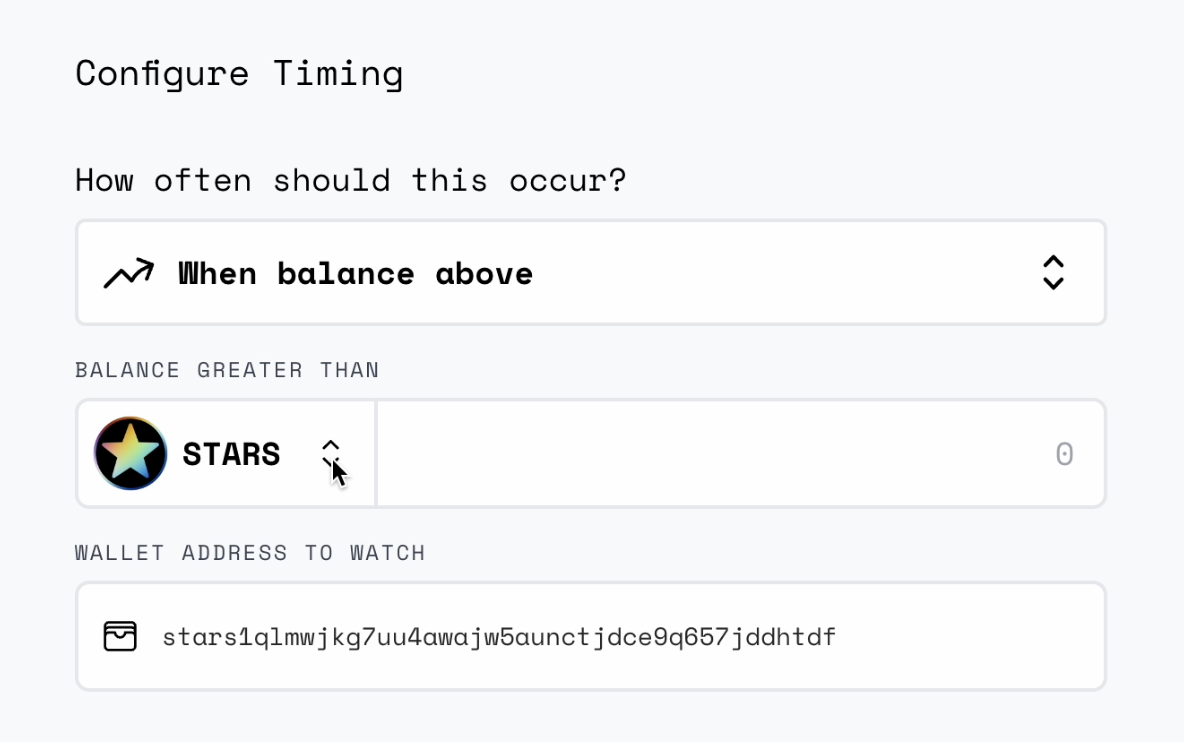 Configure Timing
How often should this occur?
When balance above
BALANCE GREATER THAN
STARS
0
WALLET ADDRESS TO WATCH
stars1qlmwjkg7uu4awajw5aunctjdce9q657jddhtdf